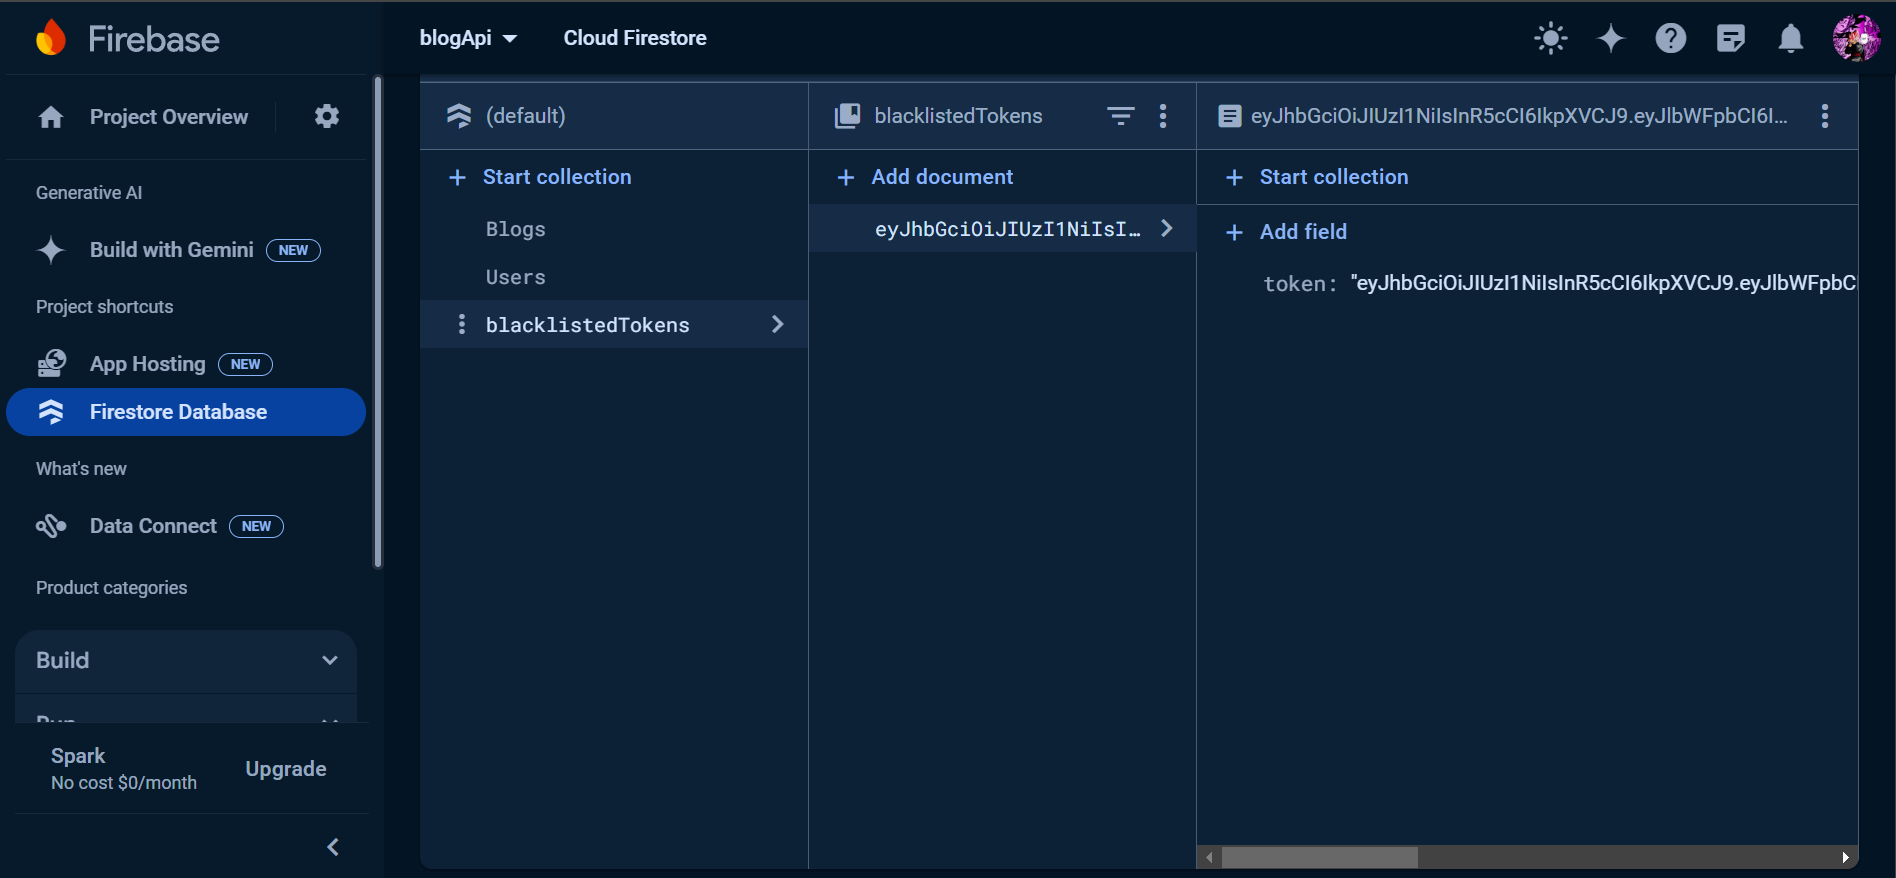 Firebase
blogApi
Cloud Firestore
Project Overview
Generative AI
Build with Gemini NEW
Project shortcuts
App Hosting NEW
Firestore Database
What's new
Data Connect NEW
Product categories
Build
Run
Spark
No cost $0/month
Upgrade
(default)
+ Start collection
Blogs
Users
blacklistedTokens
blacklistedTokens
+ Add document
eyJhbGciOiJIUzI1NiIsI…
eyJhbGciOiJIUzI1NiIsInR5cCI6IkpXVCJ9.eyJlbWFpbCI6I…
+ Start collection
+ Add field
token: "eyJhbGciOiJIUzI1NiIsInR5cCI6IkpXVCJ9.eyJlbWFpbC